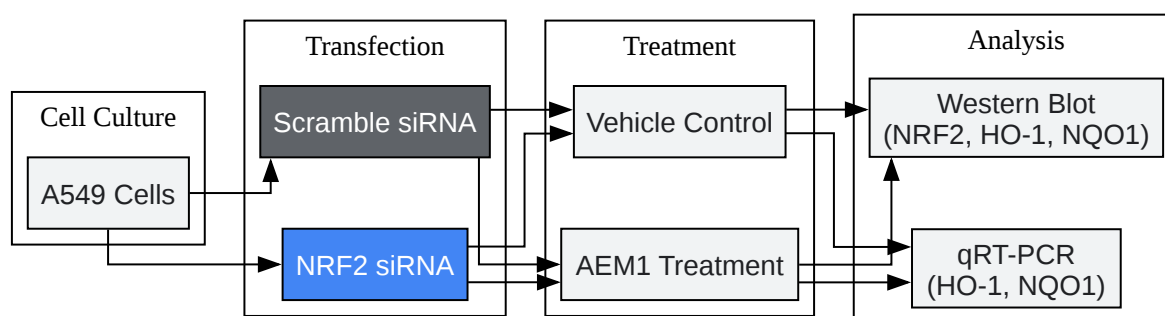 Cell Culture
A549 Cells
Transfection
Scramble siRNA
NRF2 siRNA
Treatment
Vehicle Control
AEM1 Treatment
Analysis
Western Blot
(NRF2, HO-1, NQO1)
qRT-PCR
(HO-1, NQO1)